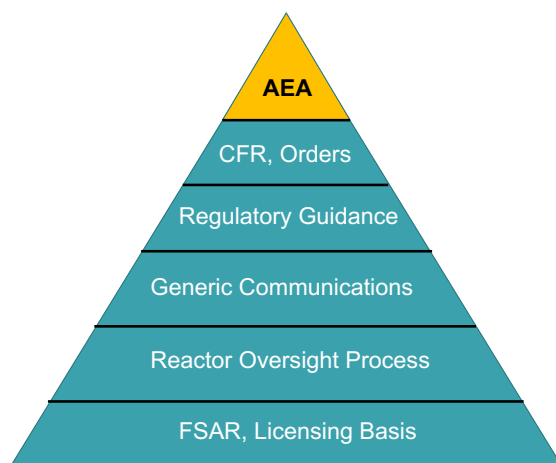 AEA
CFR, Orders
Regulatory Guidance
Generic Communications
Reactor Oversight Process
FSAR, Licensing Basis